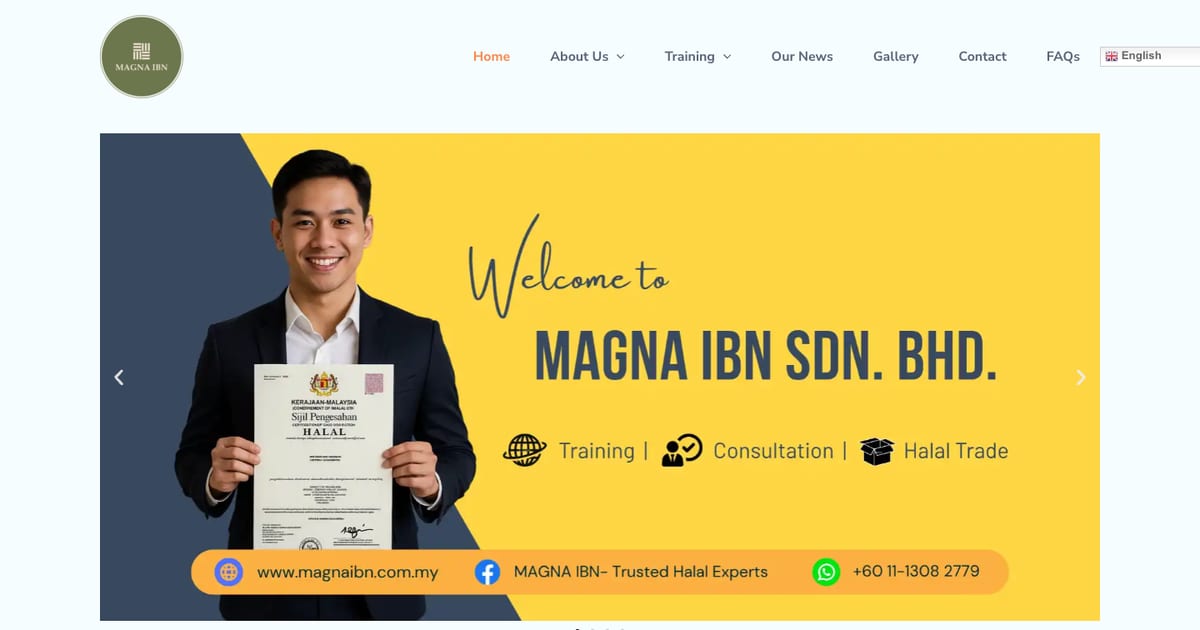 MAGNA IBN
Home
About Us
Training
Our News
Gallery
Contact
FAQs
English
Welcome to
MAGNA IBN SDN. BHD.
Training | Consultation | Halal Trade
KERAJAAN-MALAYSIA
Sijil Pengesahan
HALAL
www.magnaibn.com.my
MAGNA IBN- Trusted Halal Experts
+60 11-1308 2779